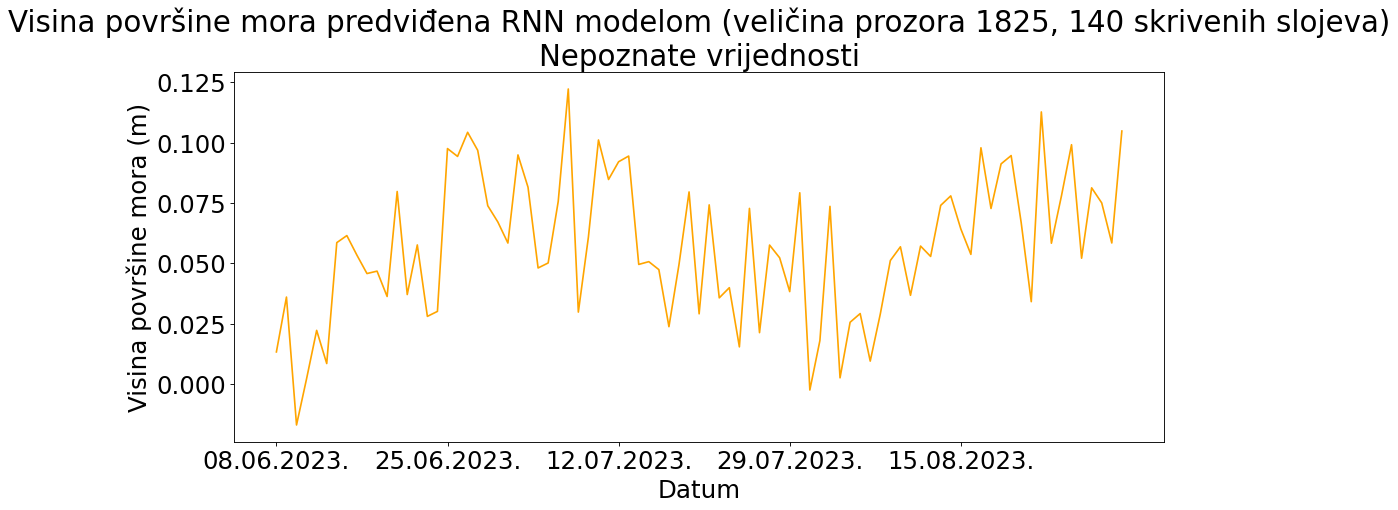 Visina površine mora predviđena RNN modelom (veličina prozora 1825, 140 skrivenih slojeva)
Nepoznate vrijednosti
Visina površine mora (m)
0.125
0.100
0.075
0.050
0.025
0.000
08.06.2023. 25.06.2023. 12.07.2023. 29.07.2023. 15.08.2023.
Datum